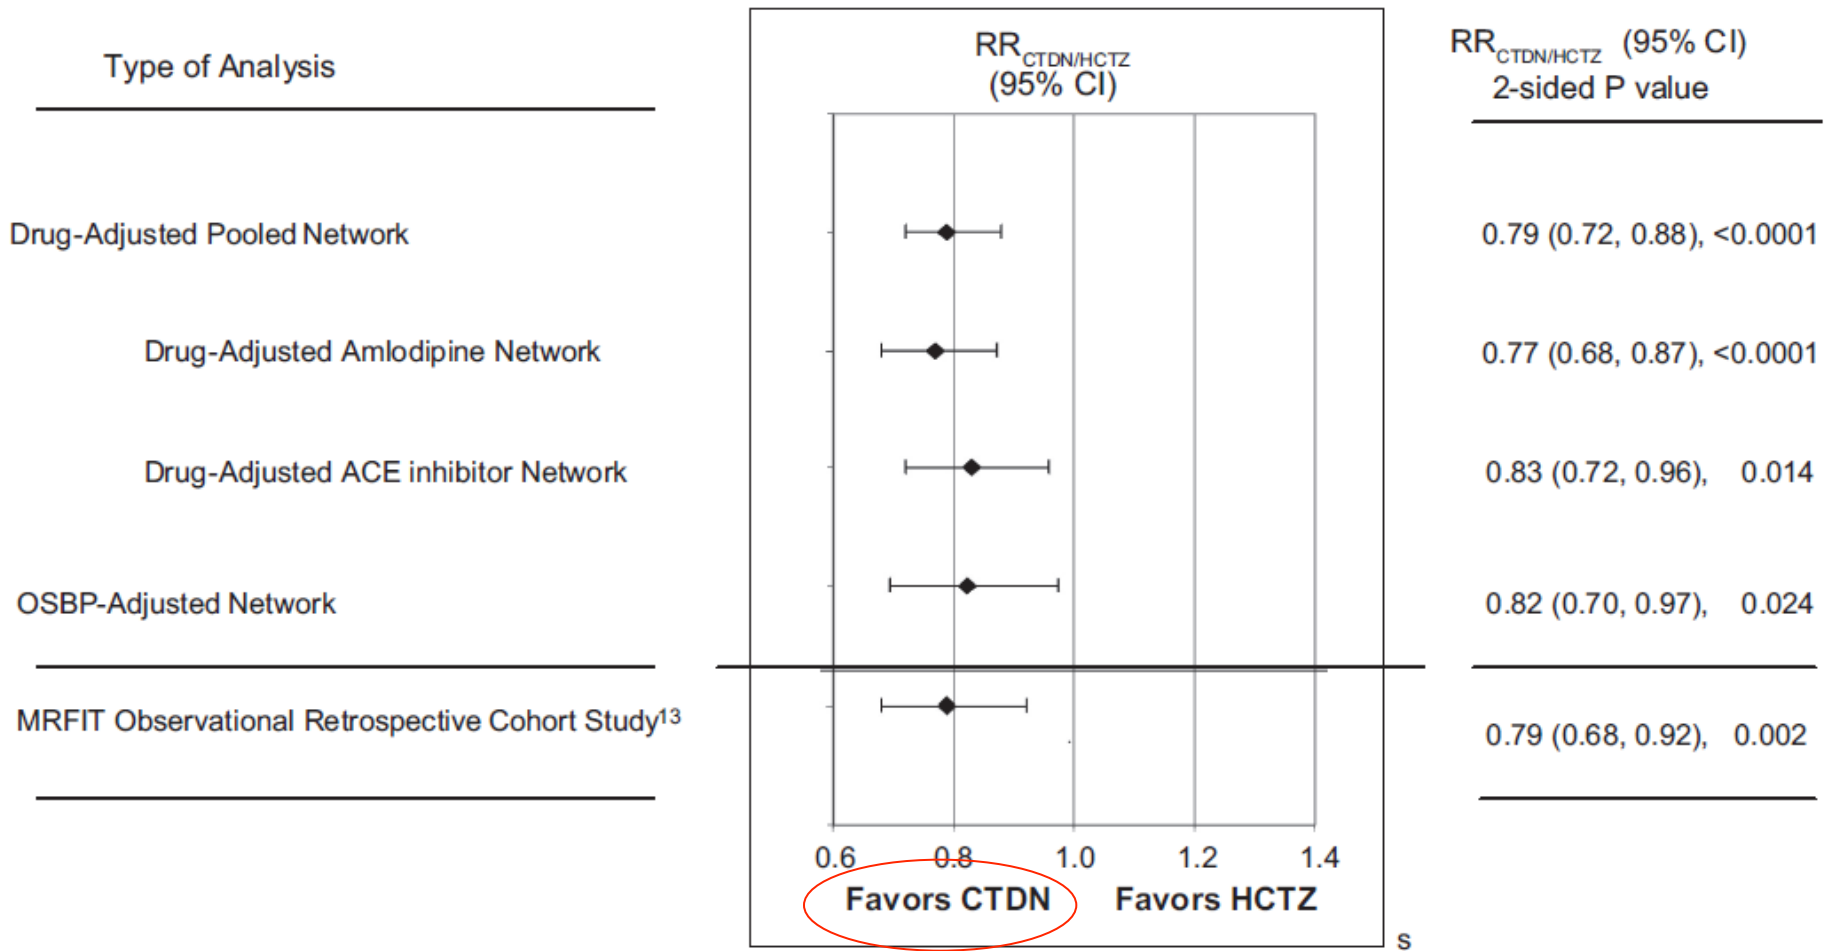 Type of Analysis
RR CTDN/HCTZ
(95% CI)
RR CTDN/HCTZ (95% CI)
2-sided P value
Drug-Adjusted Pooled Network
0.79 (0.72, 0.88), <0.0001
Drug-Adjusted Amlodipine Network
0.77 (0.68, 0.87), <0.0001
Drug-Adjusted ACE inhibitor Network
0.83 (0.72, 0.96), 0.014
OSBP-Adjusted Network
0.82 (0.70, 0.97), 0.024
MRFIT Observational Retrospective Cohort Study13
0.79 (0.68, 0.92), 0.002
0.6 0.8 1.0 1.2 1.4
Favors CTDN Favors HCTZ
s